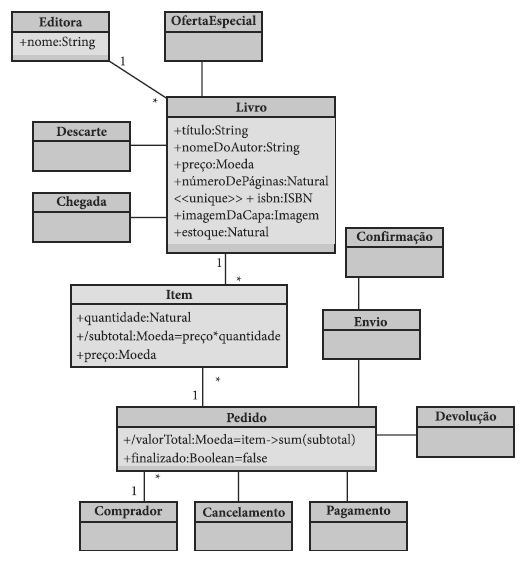 Editora
+nome:String
OfertaEspecial
1
*
Livro
+título:String
+nomeDoAutor:String
+preço:Moeda
+númeroDePáginas:Natural
<<unique>> + isbn:ISBN
+imagemDaCapa:Imagem
+estoque:Natural
Descarte
Chegada
1
*
Confirmação
Item
+quantidade:Natural
+/subtotal:Moeda=preço*quantidade
+preço:Moeda
Envio
*
1
Pedido
+/valorTotal:Moeda=item->sum(subtotal)
+finalizado:Boolean=false
Devolução
*
1
Comprador
Cancelamento
Pagamento